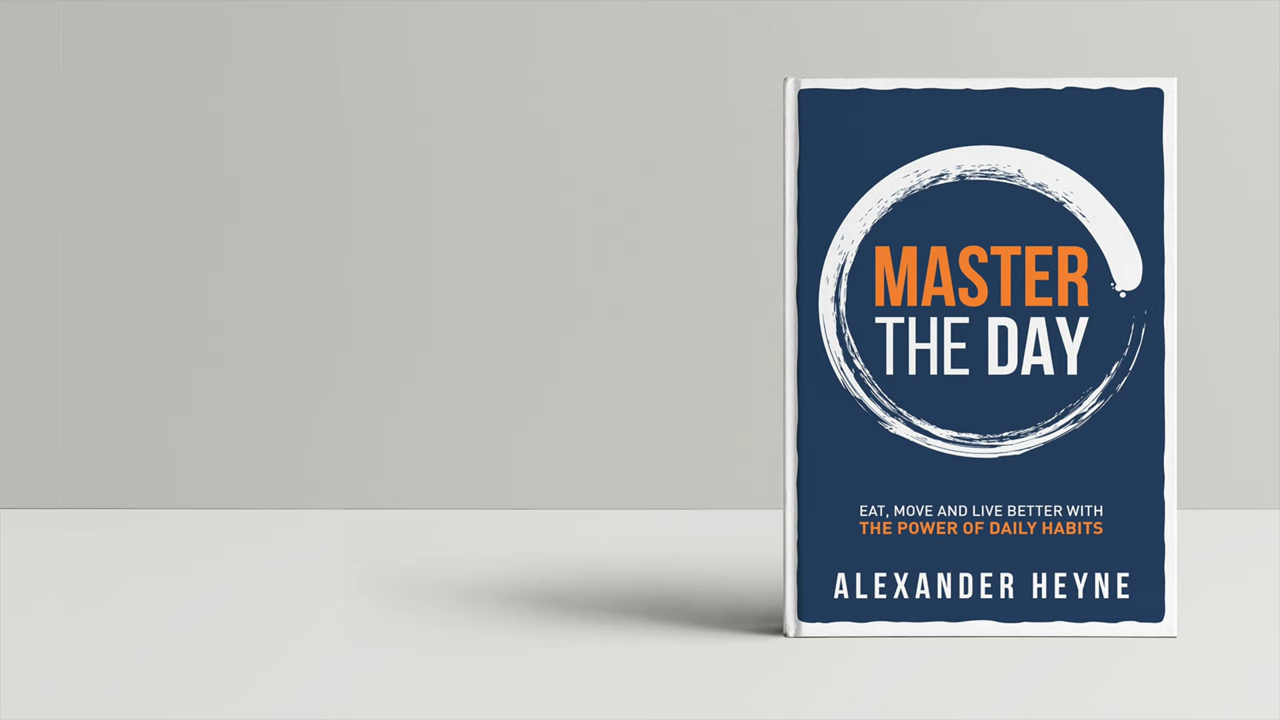 MASTER
THE DAY
EAT, MOVE AND LIVE BETTER WITH
THE POWER OF DAILY HABITS
ALEXANDER HEYNE